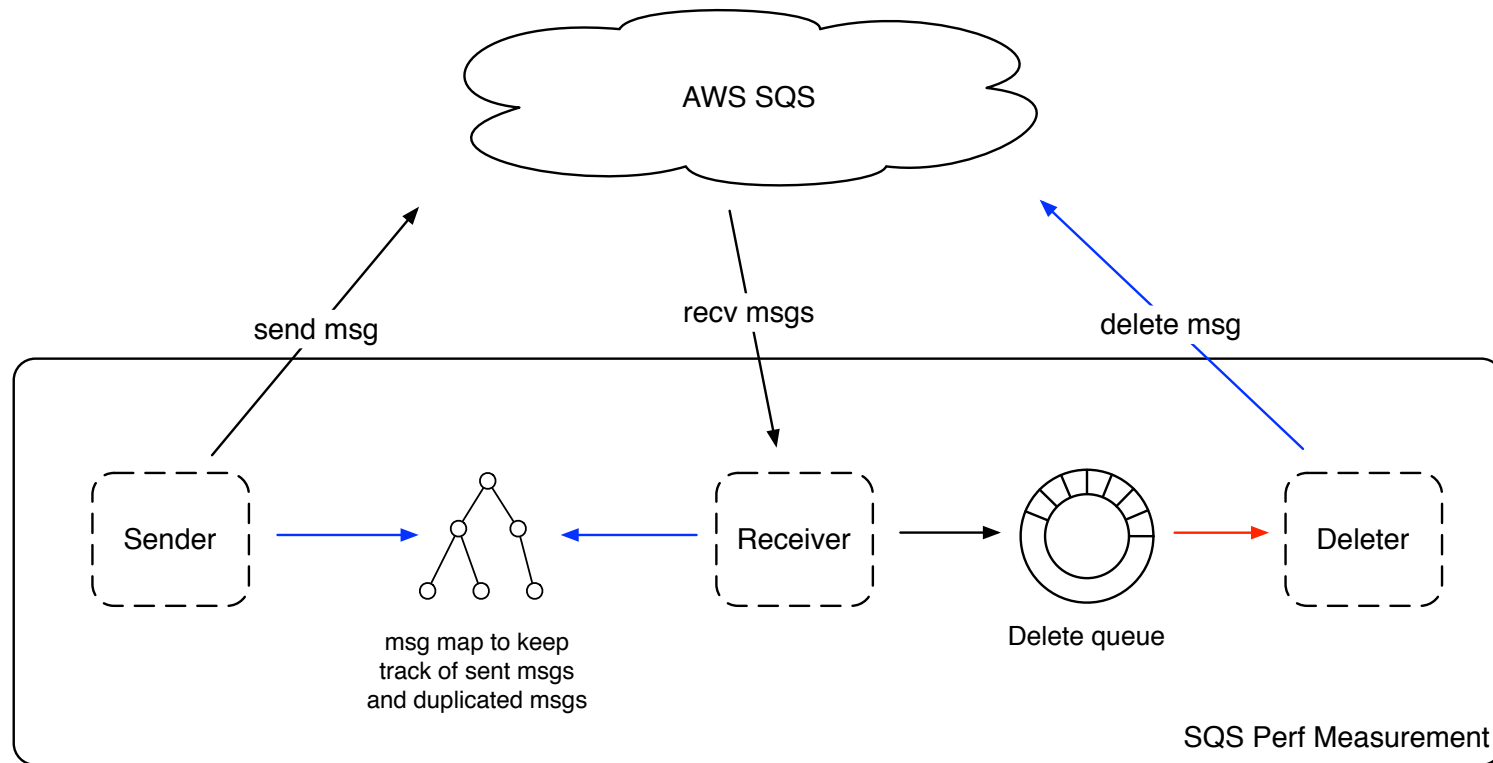 AWS SQS
send msg
recv msgs
delete msg
Sender
Receiver
Deleter
msg map to keep
track of sent msgs
and duplicated msgs
Delete queue
SQS Perf Measurement